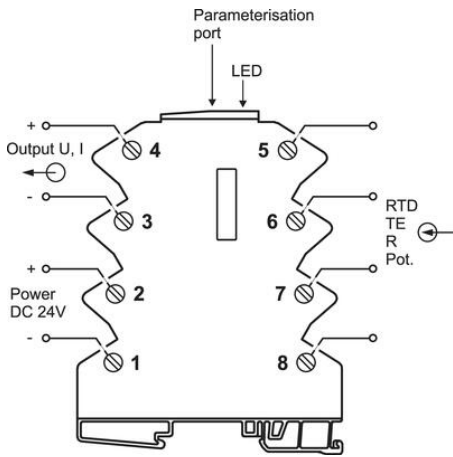 Parameterisation
port
LED
+
4
5
Output U, I
-
3
6
RTD
TE
R
Pot.
+
2
7
Power
DC 24V
-
1
8